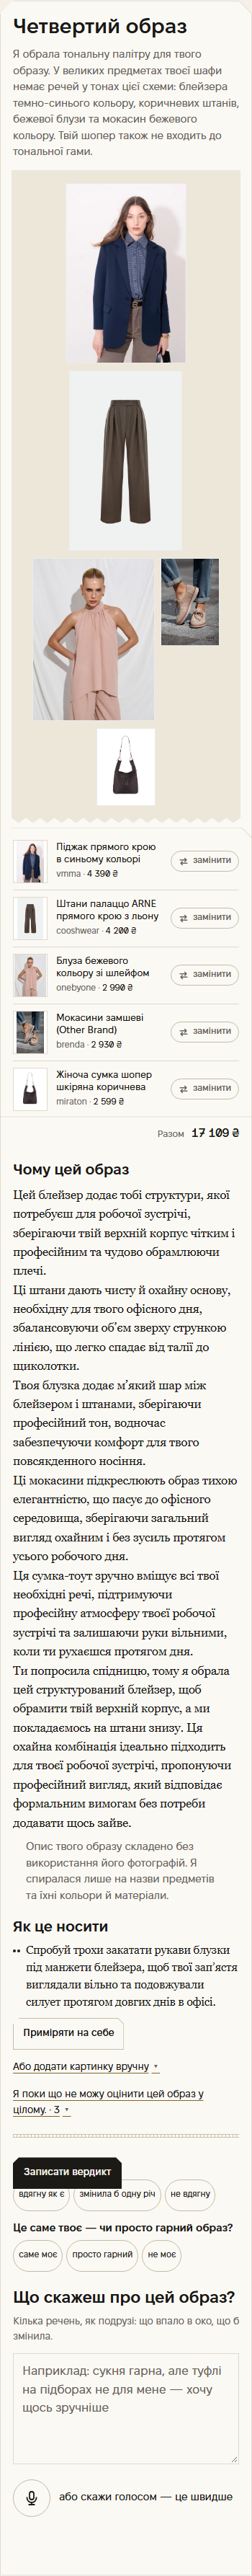 Четвертий образ
Я обрала тональну палітру для твого
образу. У великих предметах твоєї шафи
немає речей у тонах цієї схеми: блейзера
темно-синього кольору, коричневих штанів,
бежевої блузи та мокасин бежевого
кольору. Твій шопер також не входить до
тональної гами.
Піджак прямого крою
в синьому кольорі
vmma · 4 390 ₴
замінити
Штани палаццо ARNE
прямого крою з льону
cooshwear · 4 200 ₴
замінити
Блуза бежевого
кольору зі шлейфом
onebyone · 2 990 ₴
замінити
Мокасини замшеві
(Other Brand)
brenda · 2 930 ₴
замінити
Жіноча сумка шопер
шкіряна коричнева
miraton · 2 599 ₴
замінити
Разом 17 109 ₴
Чому цей образ
Цей блейзер додає тобі структури, якої
потребуєш для робочої зустрічі,
зберігаючи твій верхній корпус чітким і
професійним та чудово обрамлюючи
плечі.
Ці штани дають чисту й охайну основу,
необхідну для твого офісного дня,
збалансовуючи об’єм зверху стрункою
лінією, що легко спадає від талії до
щиколотки.
Твоя блузка додає м’який шар між
блейзером і штанами, зберігаючи
професійний тон, водночас
забезпечуючи комфорт для твого
повсякденного носіння.
Ці мокасини підкреслюють образ тихою
елегантністю, що пасує до офісного
середовища, зберігаючи загальний
вигляд охайним і без зусиль протягом
усього робочого дня.
Ця сумка-тоут зручно вміщує всі твої
необхідні речі, підтримуючи
професійну атмосферу твоєї робочої
зустрічі та залишаючи руки вільними,
коли ти рухаєшся протягом дня.
Ти попросила спідницю, тому я обрала
цей структурований блейзер, щоб
обрамити твій верхній корпус, а ми
покладаємось на штани знизу. Ця
охайна комбінація ідеально підходить
для твоєї робочої зустрічі, пропонуючи
професійний вигляд, який відповідає
формальним вимогам без потреби
додавати щось зайве.
Опис твого образу складено без
використання його фотографій. Я
спиралася лише на назви предметів
та їхні кольори й матеріали.
Як це носити
Спробуй трохи закатати рукави блузки
під манжети блейзера, щоб твої зап’ястя
виглядали вільно та подовжували
силует протягом довгих днів в офісі.
Приміряти на себе
Або додати картинку вручну
Я поки що не можу оцінити цей образ у
цілому. · 3
Записати вердикт
вдягну як є
змінила б одну річ
не вдягну
Це саме твоє — чи просто гарний образ?
саме моє
просто гарний
не моє
Що скажеш про цей образ?
Кілька речень, як подрузі: що впало в око, що б
змінила.
Наприклад: сукня гарна, але туфлі
на підборах не для мене — хочу
щось зручніше
або скажи голосом — це швидше